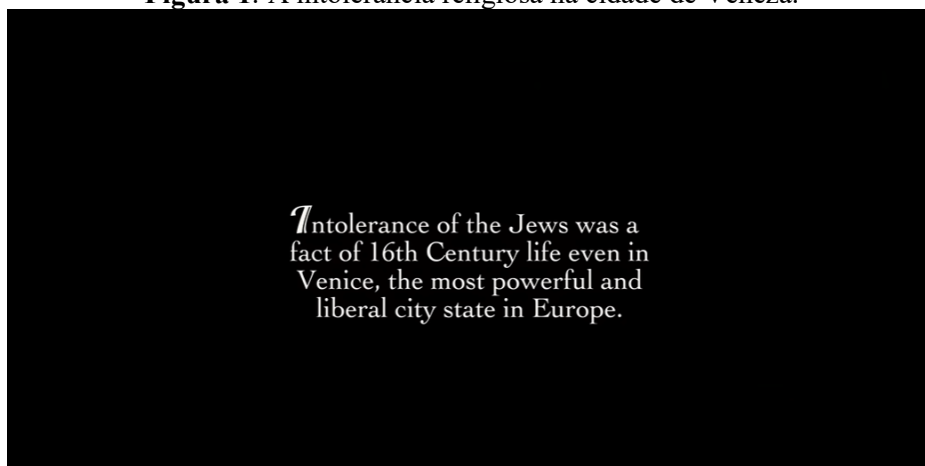 Figura 1: A intolerância religiosa na cidade de Veneza.
Intolerance of the Jews was a
fact of 16th Century life even in
Venice, the most powerful and
liberal city state in Europe.